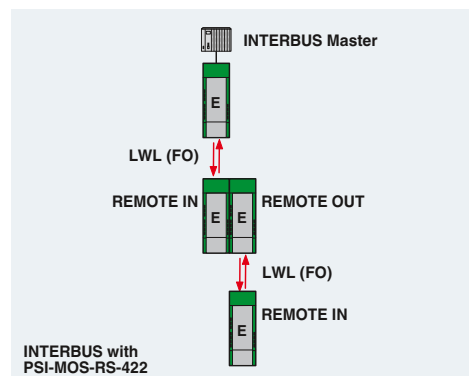 INTERBUS Master
E
LWL (FO)
REMOTE IN
E
E
REMOTE OUT
LWL (FO)
REMOTE IN
E
INTERBUS with
PSI-MOS-RS-422